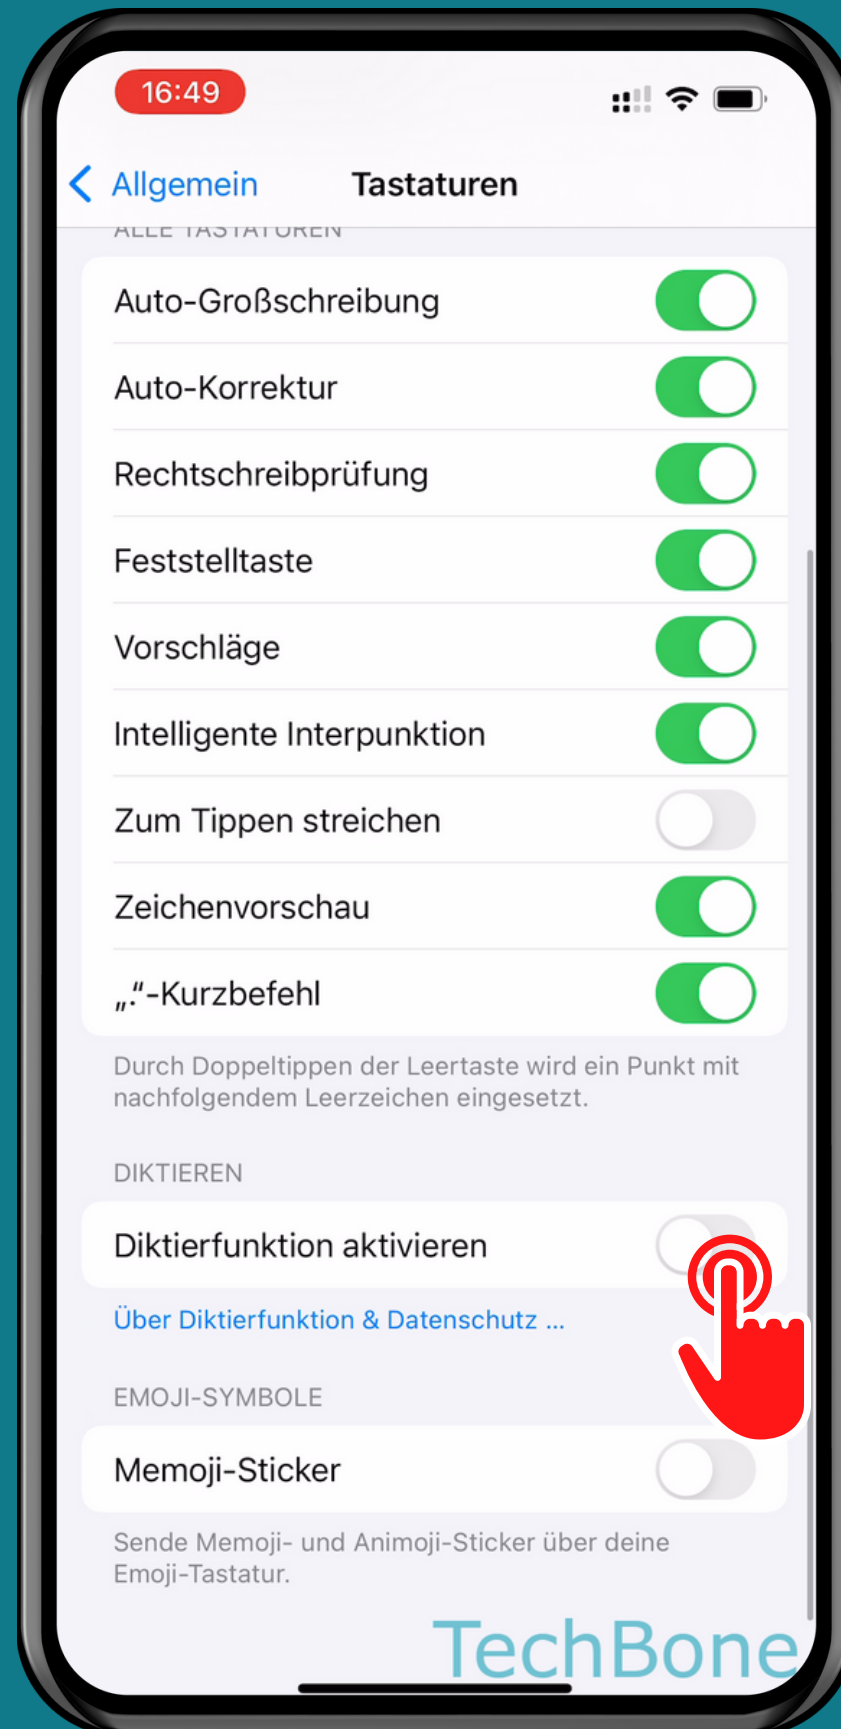 16:49
Allgemein
Tastaturen
ALLE TASTATUREN
Auto-Großschreibung
Auto-Korrektur
Rechtschreibprüfung
Feststelltaste
Vorschläge
Intelligente Interpunktion
Zum Tippen streichen
Zeichenvorschau
„.“-Kurzbefehl
Durch Doppeltippen der Leertaste wird ein Punkt mit
nachfolgendem Leerzeichen eingesetzt.
DIKTIEREN
Diktierfunktion aktivieren
Über Diktierfunktion & Datenschutz ...
EMOJI-SYMBOLE
Memoji-Sticker
Sende Memoji- und Animoji-Sticker über deine
Emoji-Tastatur.
TechBone